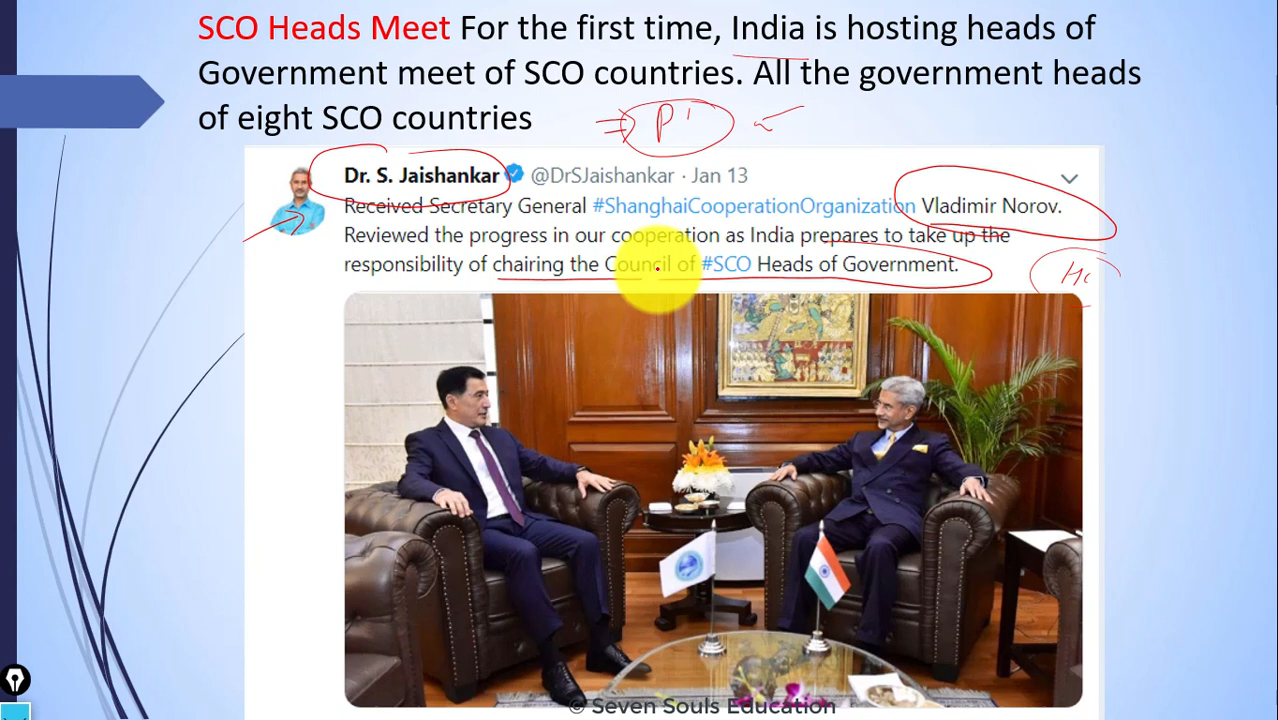 SCO Heads Meet For the first time, India is hosting heads of
Government meet of SCO countries. All the government heads
of eight SCO countries
Dr. S. Jaishankar @DrSJaishankar · Jan 13
Received Secretary General #ShanghaiCooperationOrganization Vladimir Norov.
Reviewed the progress in our cooperation as India prepares to take up the
responsibility of chairing the Council of #SCO Heads of Government.
© Seven Souls Education